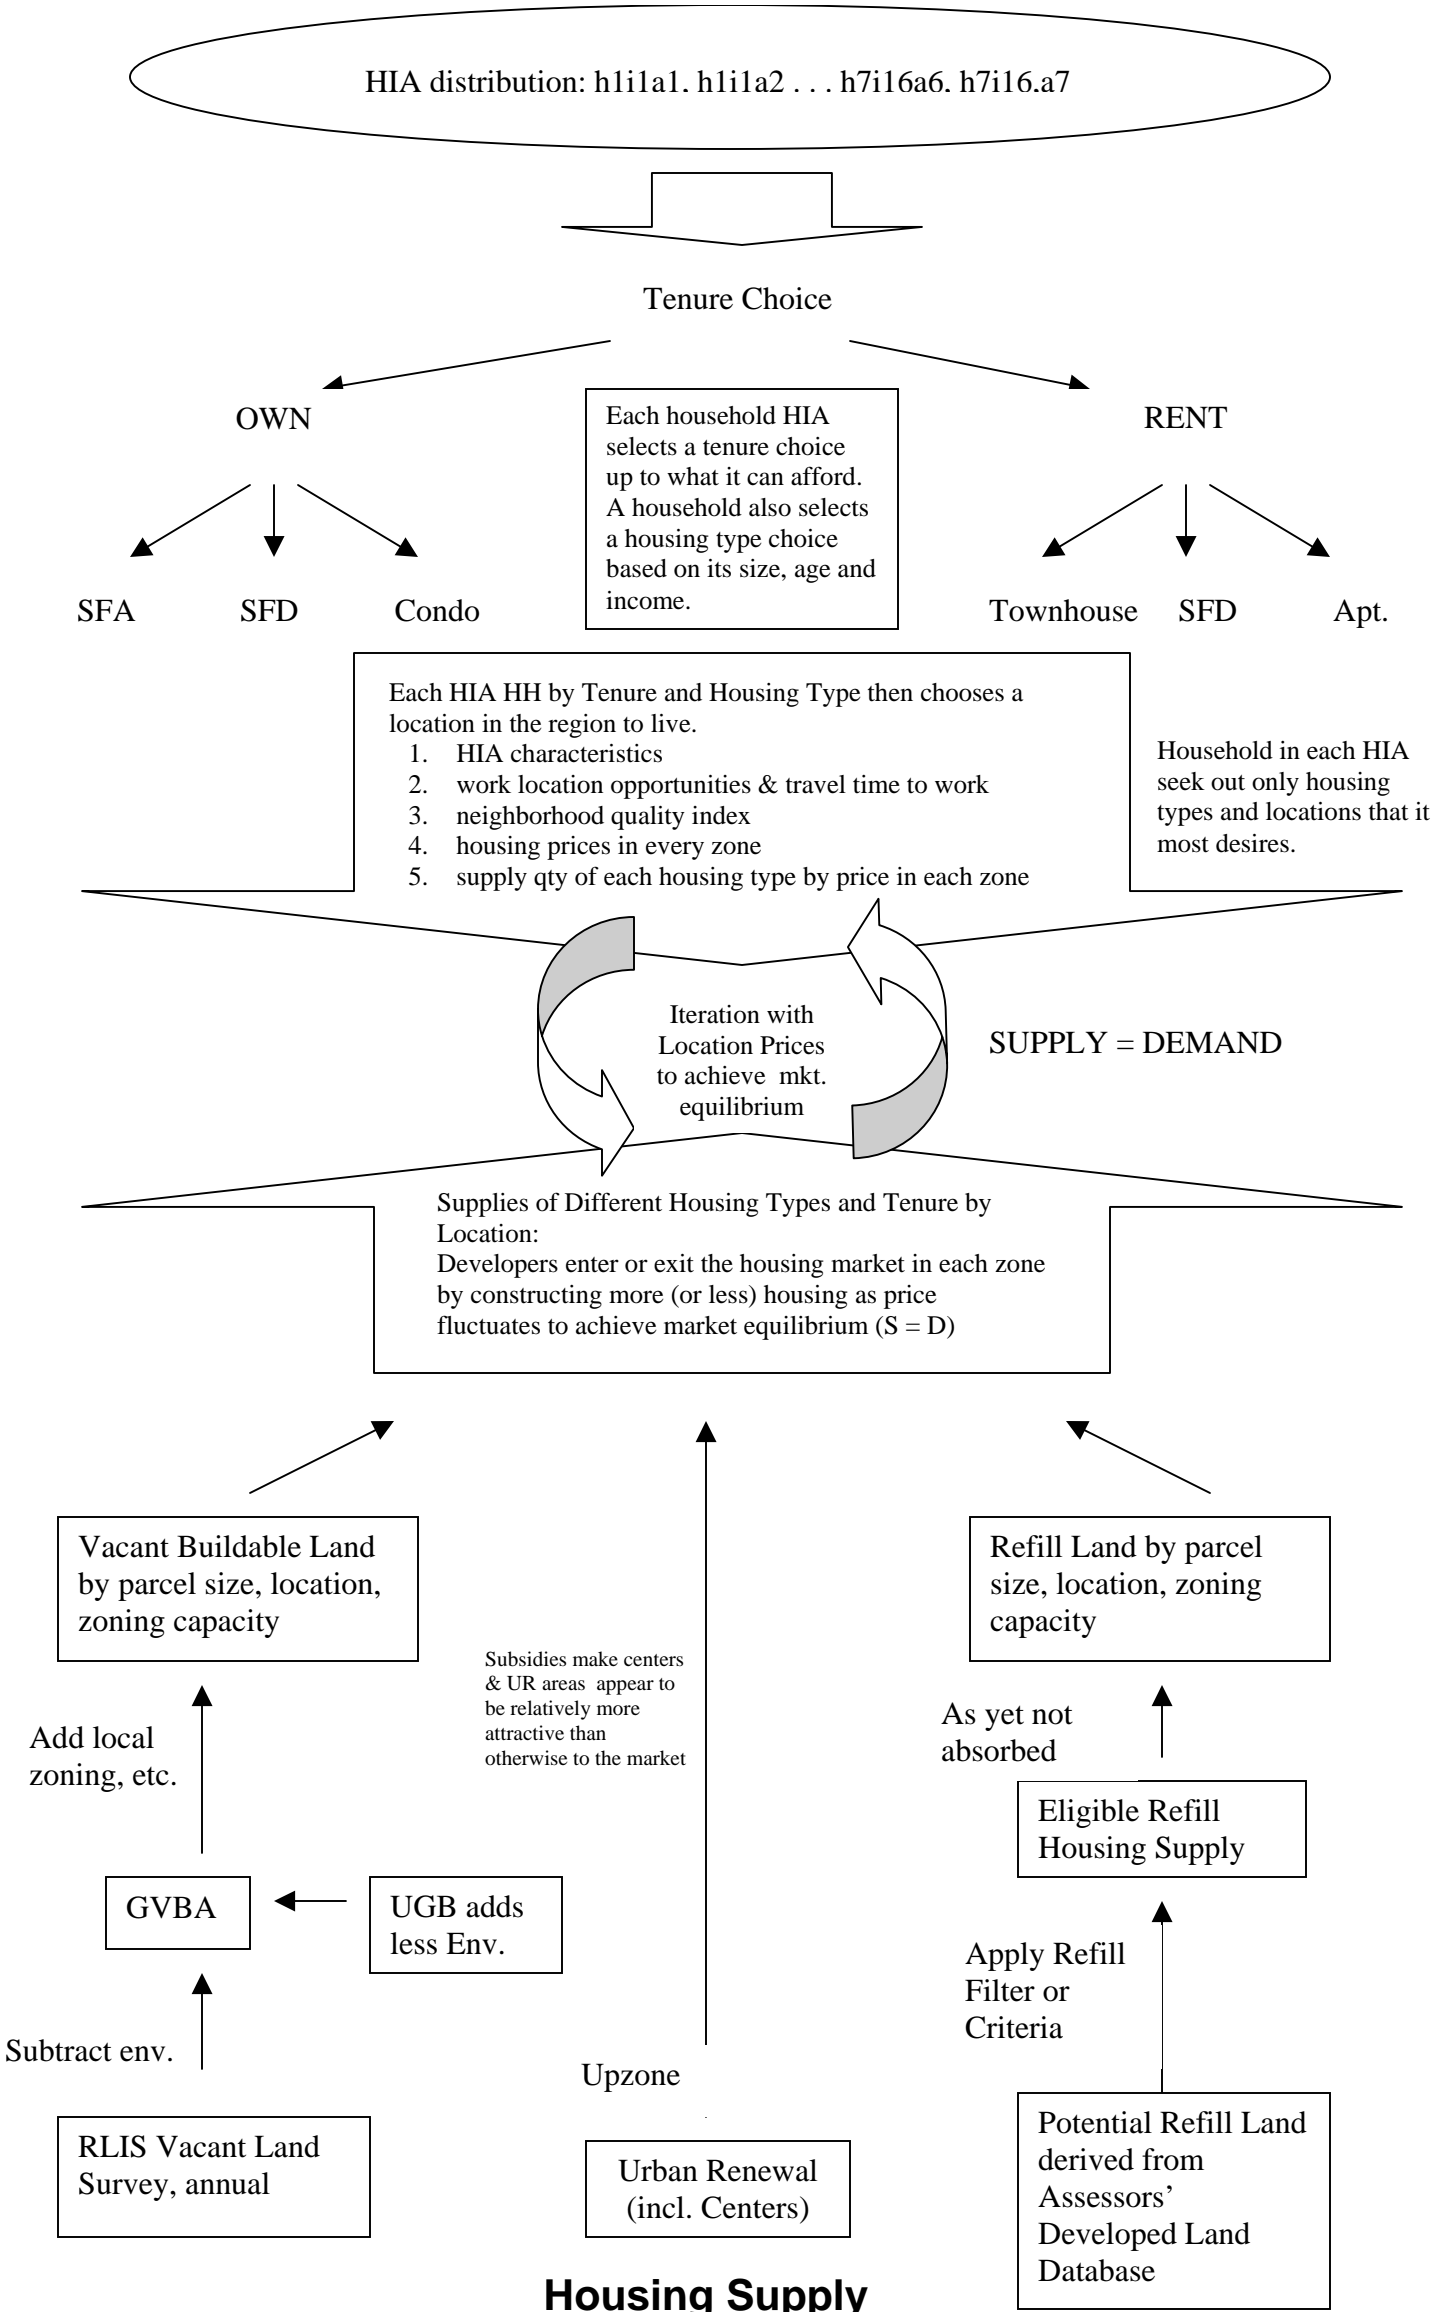 HIA distribution: h1i1a1, h1i1a2 . . . h7i16a6, h7i16,a7
Tenure Choice
OWN
RENT
Each household HIA
selects a tenure choice
up to what it can afford.
A household also selects
a housing type choice
based on its size, age and
income.
SFA
SFD
Condo
Townhouse
SFD
Apt.
Each HIA HH by Tenure and Housing Type then chooses a
location in the region to live.
1. HIA characteristics
2. work location opportunities & travel time to work
3. neighborhood quality index
4. housing prices in every zone
5. supply qty of each housing type by price in each zone
Household in each HIA
seek out only housing
types and locations that it
most desires.
Iteration with
Location Prices
to achieve mkt.
equilibrium
SUPPLY = DEMAND
Supplies of Different Housing Types and Tenure by
Location:
Developers enter or exit the housing market in each zone
by constructing more (or less) housing as price
fluctuates to achieve market equilibrium (S = D)
Vacant Buildable Land
by parcel size, location,
zoning capacity
Refill Land by parcel
size, location, zoning
capacity
Subsidies make centers
& UR areas appear to
be relatively more
attractive than
otherwise to the market
Add local
zoning, etc.
As yet not
absorbed
Eligible Refill
Housing Supply
GVBA
UGB adds
less Env.
Apply Refill
Filter or
Criteria
Subtract env.
Upzone
RLIS Vacant Land
Survey, annual
Urban Renewal
(incl. Centers)
Potential Refill Land
derived from
Assessors’
Developed Land
Database
Housing Supply